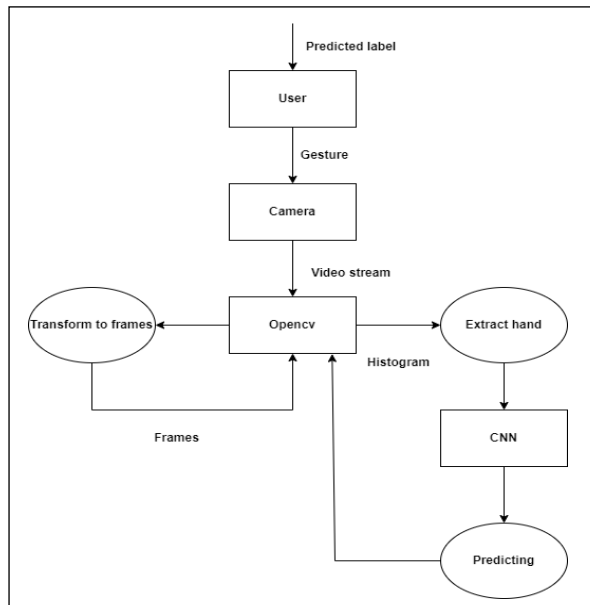 Predicted label
User
Gesture
Camera
Video stream
Transform to frames
Opencv
Extract hand
Histogram
Frames
CNN
Predicting